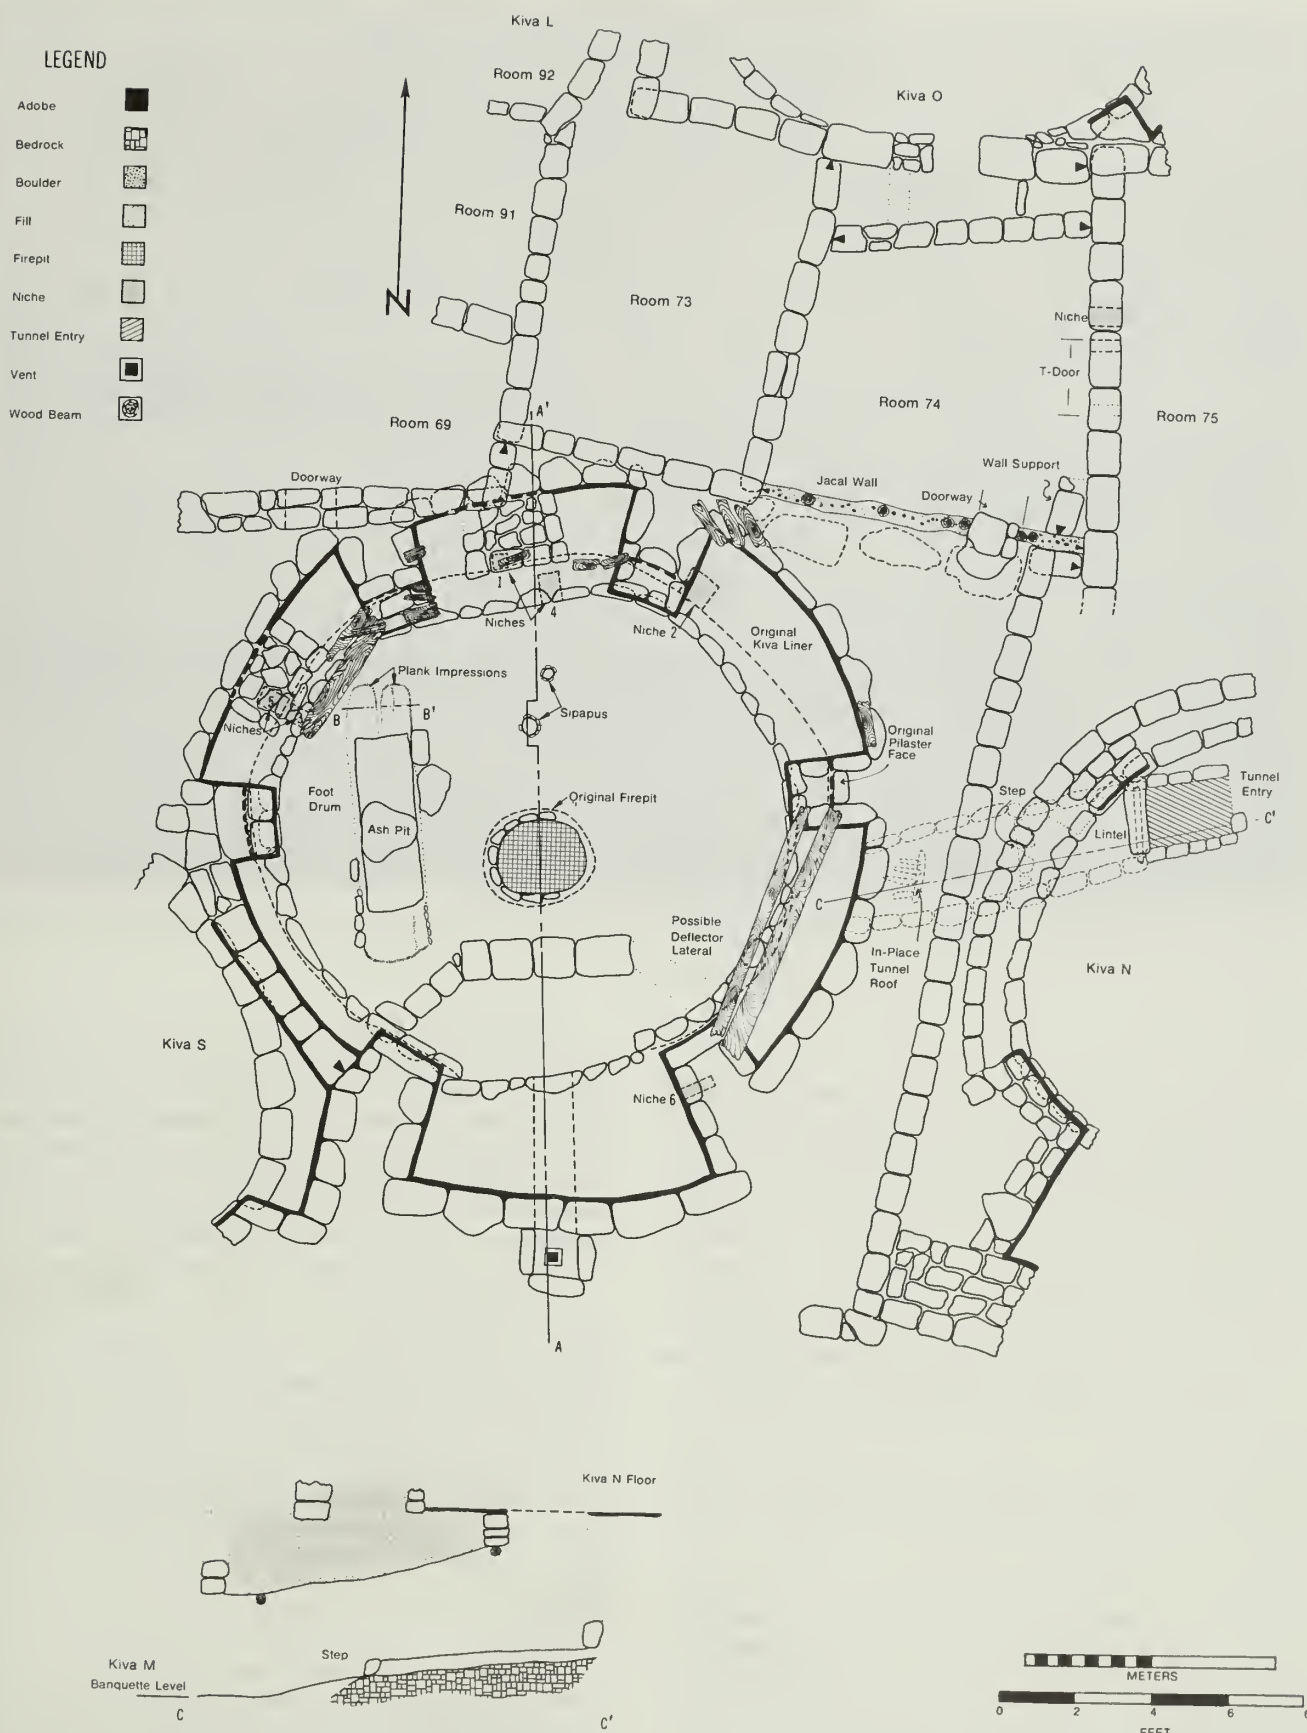 LEGEND
Adobe
Bedrock
Boulder
Fill
Firepit
Niche
Tunnel Entry
Vent
Wood Beam
Kiva L
Room 92
Kiva O
Room 91
N
Room 73
Niche
T-Door
Room 74
Room 75
Room 69
A'
Doorway
Jacal Wall
Wall Support
Doorway
1
4
Niches
Niche 2
Original
Kiva Liner
Plank Impressions
B
B'
Sipapus
5
3
Niches
Original
Pilaster
Face
Foot
Drum
Ash Pit
Original Firepit
Step
Tunnel
Entry
Lintel
C'
C
Possible
Deflector
Lateral
In-Place
Tunnel
Roof
Kiva N
Kiva S
Niche 6
A
Kiva N Floor
Step
Kiva M
Banquette Level
C
C'
METERS
0 2 4 6 8
FEET